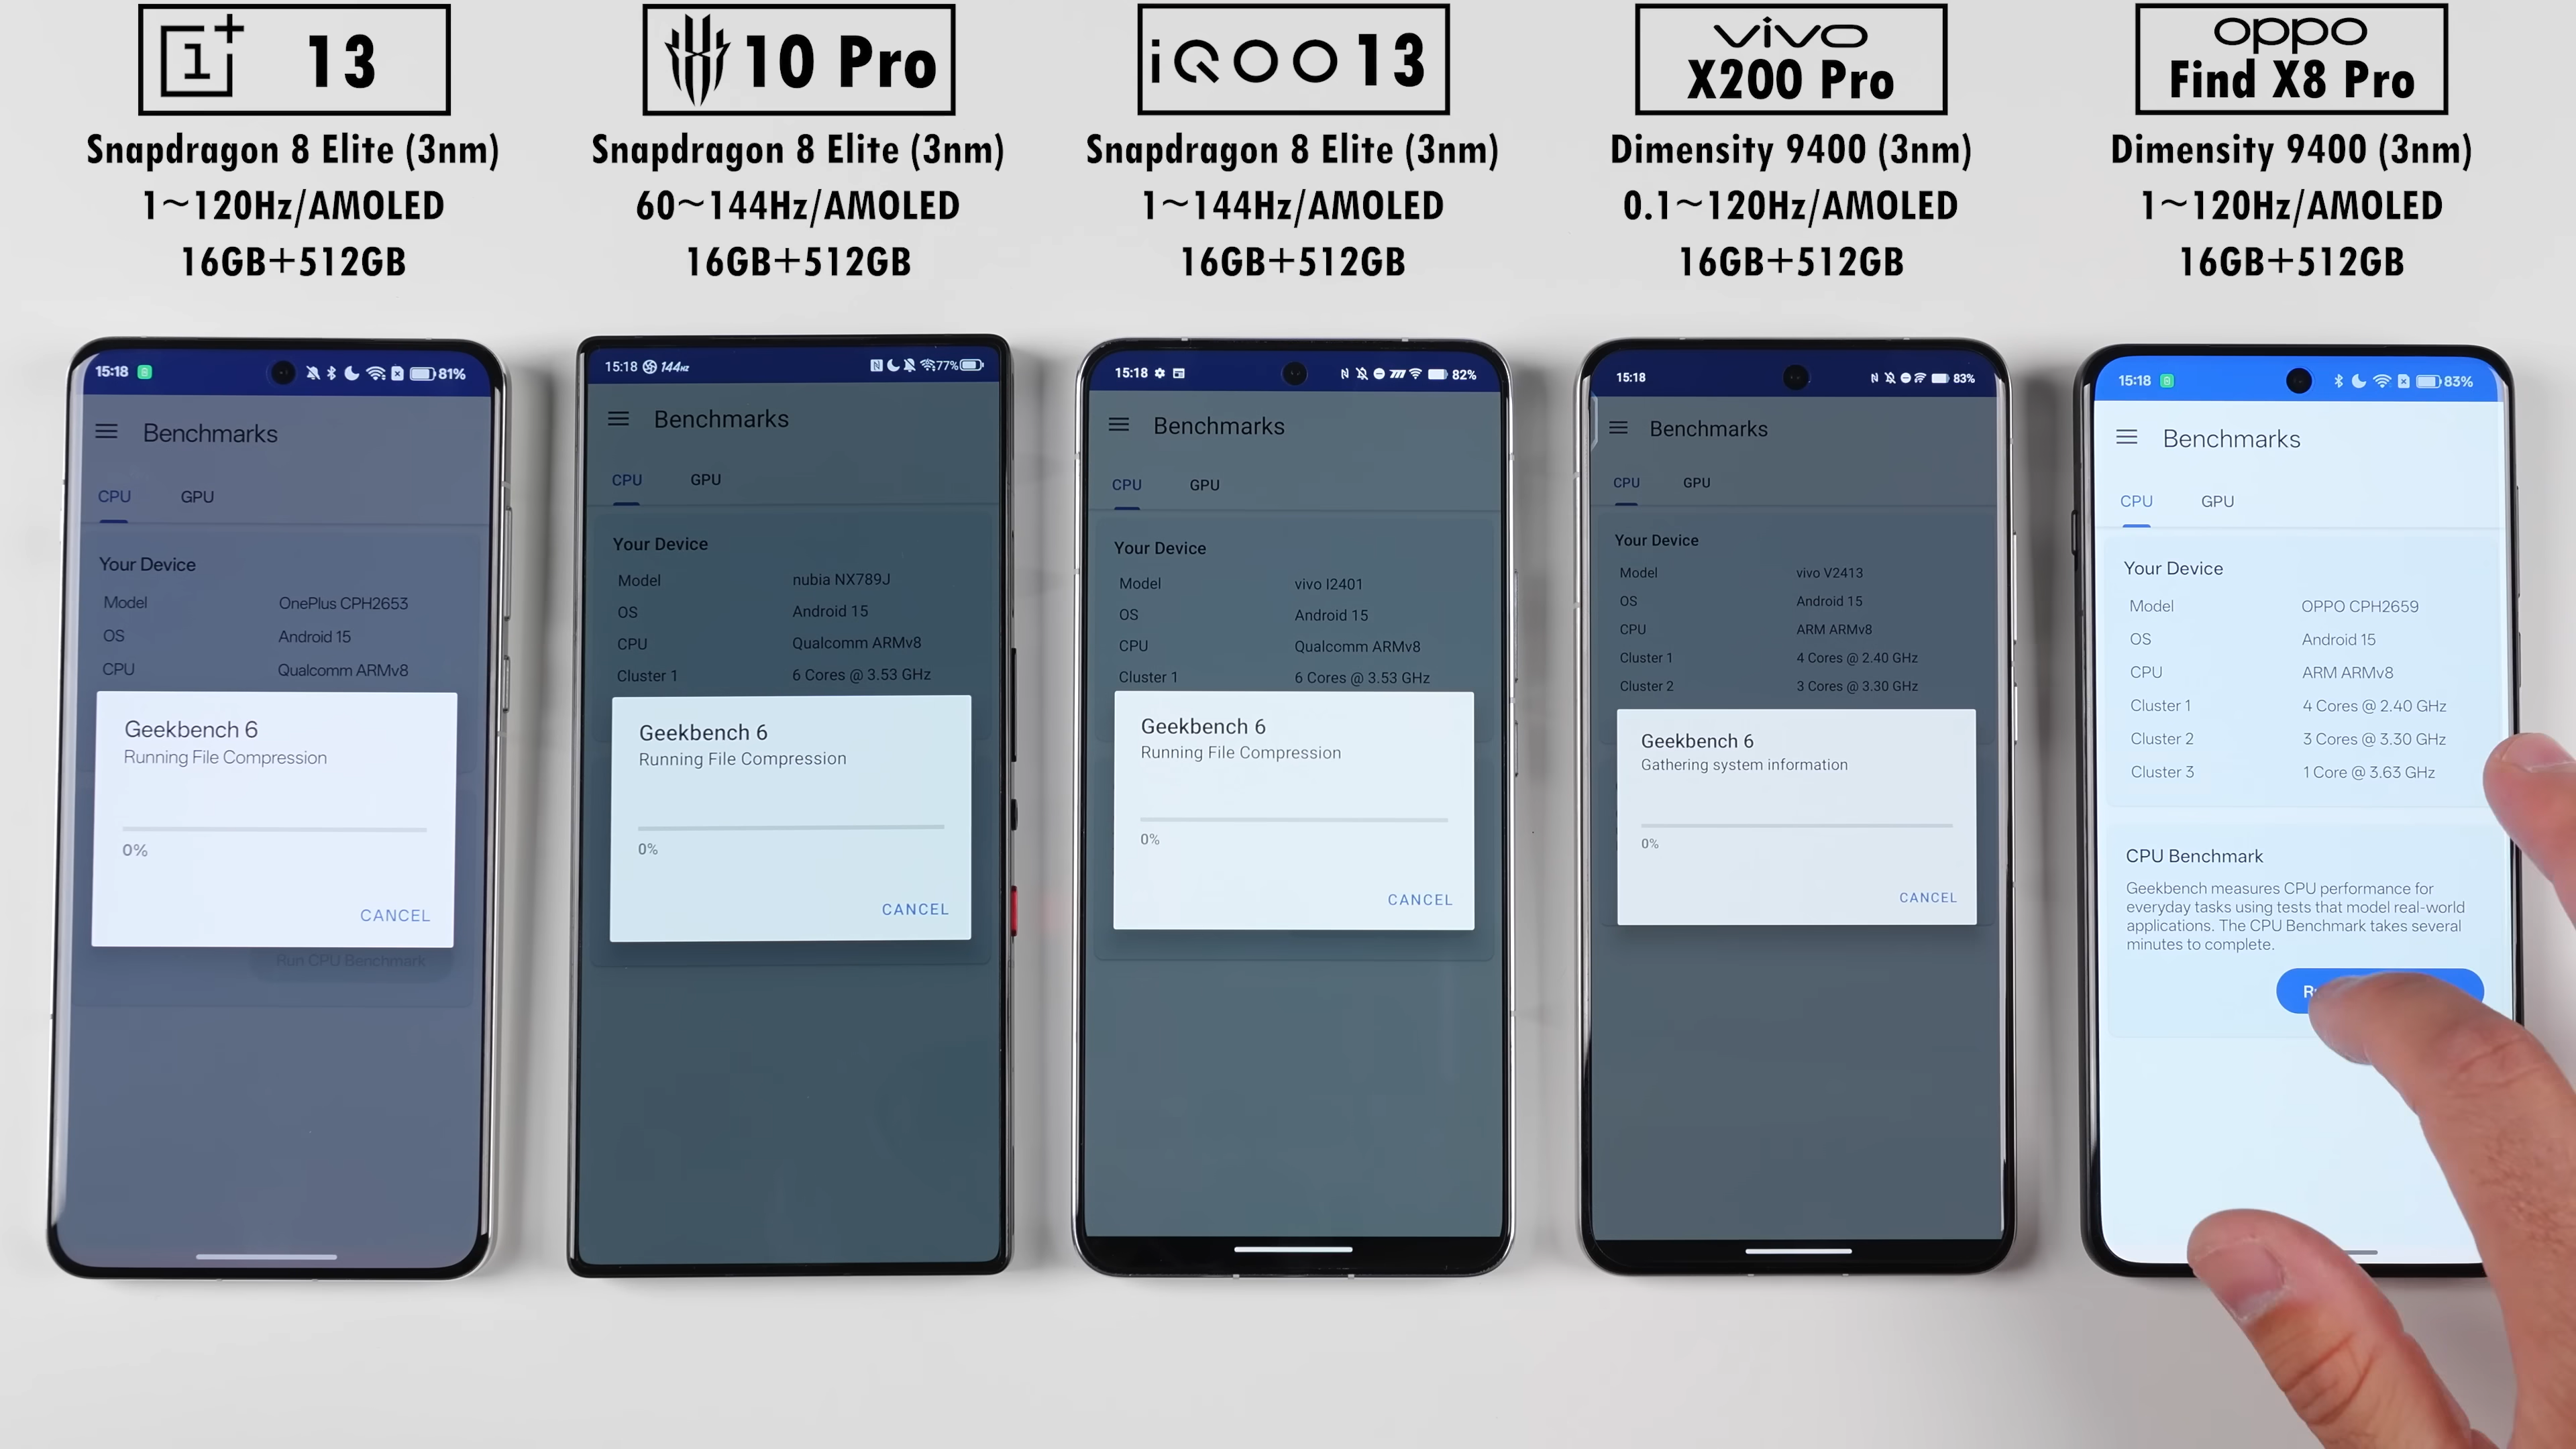 1+ 13
10 Pro
iQOO 13
vivo
X200 Pro
oppo
Find X8 Pro
Snapdragon 8 Elite (3nm)
1~120Hz/AMOLED
16GB+512GB
Snapdragon 8 Elite (3nm)
60~144Hz/AMOLED
16GB+512GB
Snapdragon 8 Elite (3nm)
1~144Hz/AMOLED
16GB+512GB
Dimensity 9400 (3nm)
0.1~120Hz/AMOLED
16GB+512GB
Dimensity 9400 (3nm)
1~120Hz/AMOLED
16GB+512GB
15:18 81%
Benchmarks
CPU GPU
Your Device
Model OnePlus CPH2653
OS Android 15
CPU Qualcomm ARMv8
Geekbench 6
Running File Compression
0%
CANCEL
Run CPU Benchmark
15:18 144HZ N 77%
Benchmarks
CPU GPU
Your Device
Model nubia NX789J
OS Android 15
CPU Qualcomm ARMv8
Cluster 1 6 Cores @ 3.53 GHz
Geekbench 6
Running File Compression
0%
CANCEL
15:18 82%
Benchmarks
CPU GPU
Your Device
Model vivo I2401
OS Android 15
CPU Qualcomm ARMv8
Cluster 1 6 Cores @ 3.53 GHz
Geekbench 6
Running File Compression
0%
CANCEL
15:18 83%
Benchmarks
CPU GPU
Your Device
Model vivo V2413
OS Android 15
CPU ARM ARMv8
Cluster 1 4 Cores @ 2.40 GHz
Cluster 2 3 Cores @ 3.30 GHz
Geekbench 6
Gathering system information
0%
CANCEL
15:18 83%
Benchmarks
CPU GPU
Your Device
Model OPPO CPH2659
OS Android 15
CPU ARM ARMv8
Cluster 1 4 Cores @ 2.40 GHz
Cluster 2 3 Cores @ 3.30 GHz
Cluster 3 1 Core @ 3.63 GHz
CPU Benchmark
Geekbench measures CPU performance for
everyday tasks using tests that model real-world
applications. The CPU Benchmark takes several
minutes to complete.